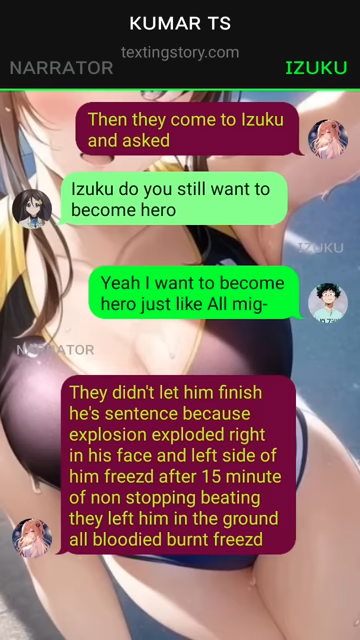 KUMAR TS
textingstory.com
NARRATOR
IZUKU
Then they come to Izuku
and asked
Izuku do you still want to
become hero
IZUKU
Yeah I want to become
hero just like All mig-
NARRATOR
They didn't let him finish
he's sentence because
explosion exploded right
in his face and left side of
him freezd after 15 minute
of non stopping beating
they left him in the ground
all bloodied burnt freezd